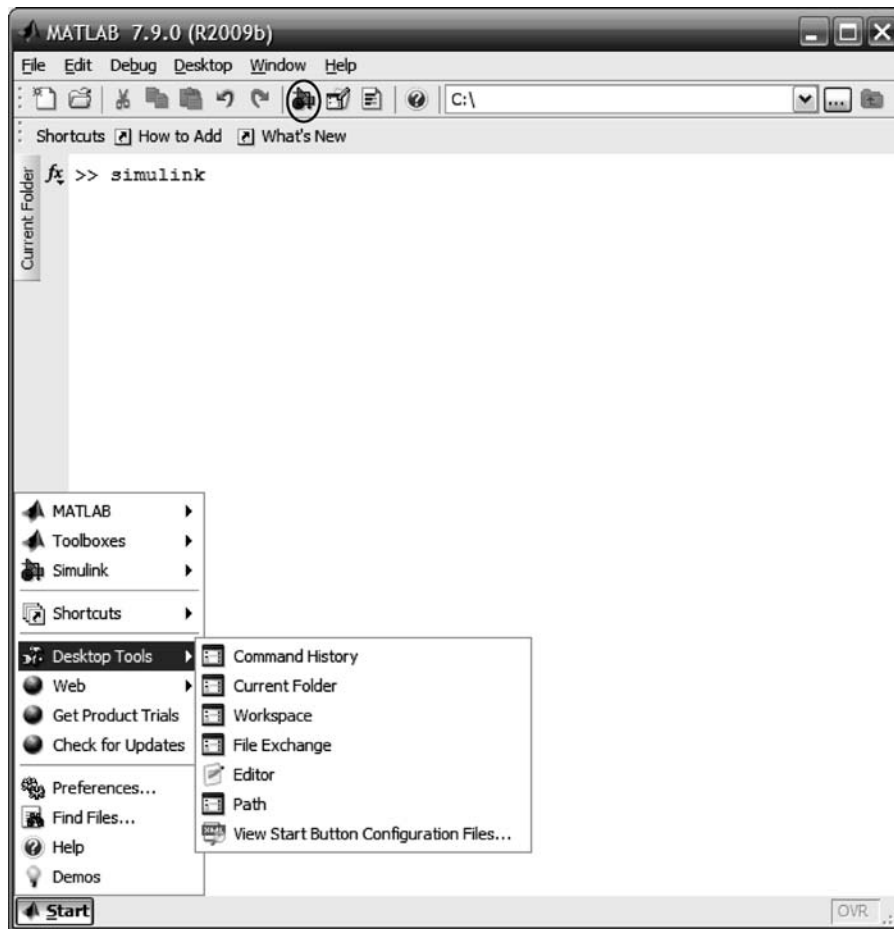 MATLAB 7.9.0 (R2009b)
File Edit Debug Desktop Window Help
C:\
Shortcuts How to Add What's New
Current Folder
fx >> simulink
MATLAB
Toolboxes
Simulink
Shortcuts
Desktop Tools
Web
Get Product Trials
Check for Updates
Preferences...
Find Files...
Help
Demos
Command History
Current Folder
Workspace
File Exchange
Editor
Path
View Start Button Configuration Files...
Start
OVR